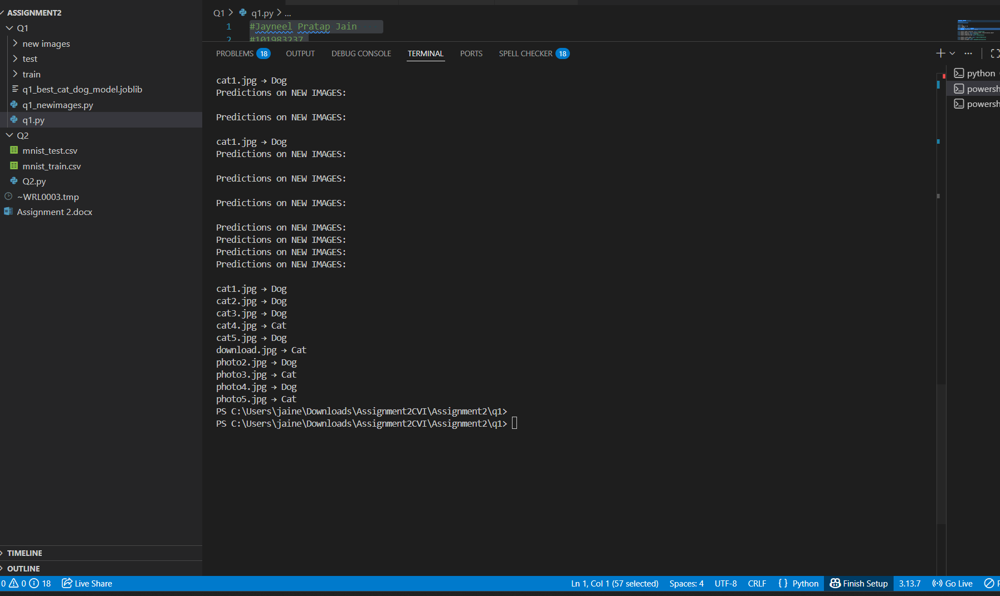 ASSIGNMENT2
Q1
new images
test
train
q1_best_cat_dog_model.joblib
q1_newimages.py
q1.py
Q2
mnist_test.csv
mnist_train.csv
Q2.py
~WRL0003.tmp
Assignment 2.docx
TIMELINE
OUTLINE
Q1 > q1.py > ...
1 #Jayneel Pratap Jain
2 #101983237
PROBLEMS 18 OUTPUT DEBUG CONSOLE TERMINAL PORTS SPELL CHECKER 18
cat1.jpg → Dog
Predictions on NEW IMAGES:
Predictions on NEW IMAGES:
cat1.jpg → Dog
Predictions on NEW IMAGES:
Predictions on NEW IMAGES:
Predictions on NEW IMAGES:
Predictions on NEW IMAGES:
Predictions on NEW IMAGES:
Predictions on NEW IMAGES:
Predictions on NEW IMAGES:
cat1.jpg → Dog
cat2.jpg → Dog
cat3.jpg → Dog
cat4.jpg → Cat
cat5.jpg → Dog
download.jpg → Cat
photo2.jpg → Dog
photo3.jpg → Cat
photo4.jpg → Dog
photo5.jpg → Cat
PS C:\Users\jaine\Downloads\Assignment2CVI\Assignment2\q1>
PS C:\Users\jaine\Downloads\Assignment2CVI\Assignment2\q1>
python
powersh
powersh
0 0 18 Live Share Ln 1, Col 1 (57 selected) Spaces: 4 UTF-8 CRLF { } Python Finish Setup 3.13.7 Go Live